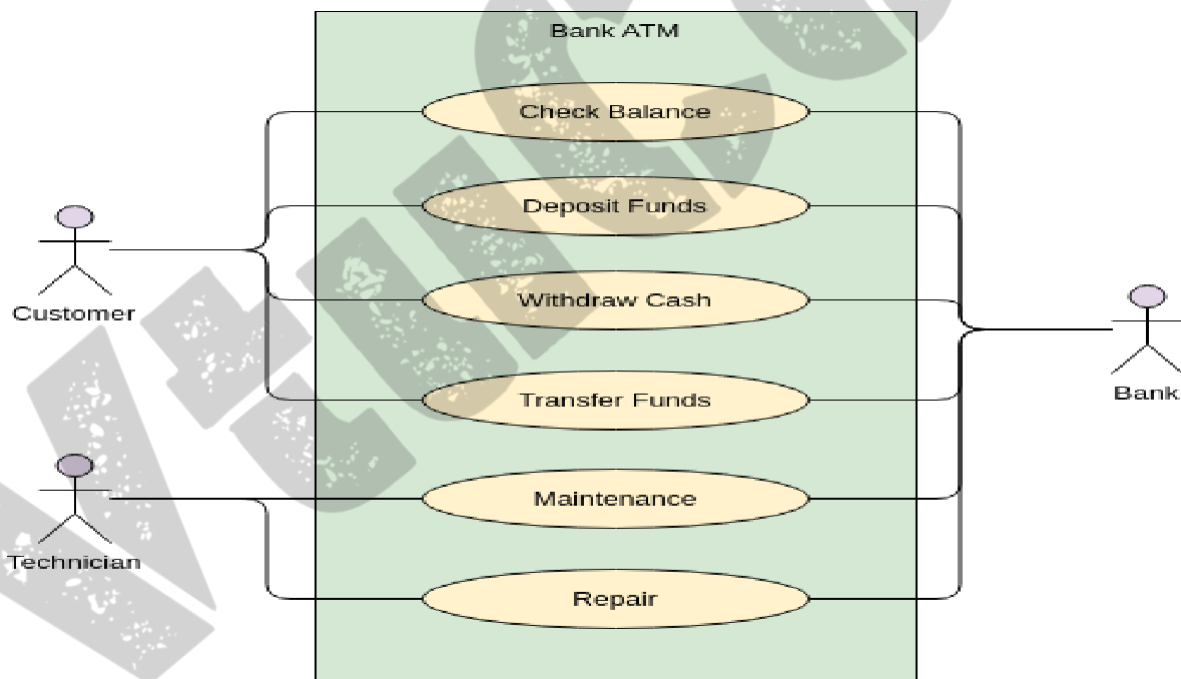 Bank ATM
Check Balance
Deposit Funds
Withdraw Cash
Transfer Funds
Maintenance
Repair
Customer
Technician
Bank